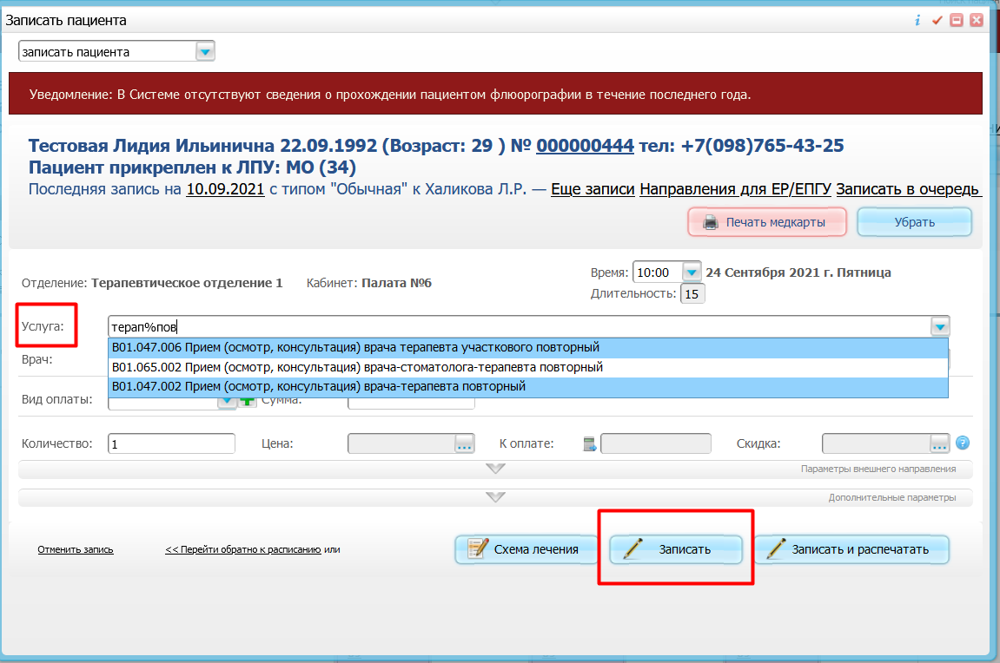 Записать пациента
записать пациента
Уведомление: В Системе отсутствуют сведения о прохождении пациентом флюорографии в течение последнего года.
Тестовая Лидия Ильинична 22.09.1992 (Возраст: 29 ) № 000000444 тел: +7(098)765-43-25
Пациент прикреплен к ЛПУ: МО (34)
Последняя запись на 10.09.2021 с типом "Обычная" к Халикова Л.Р. — Еще записи Направления для ЕР/ЕПГУ Записать в очередь
Печать медкарты Убрать
Отделение: Терапевтическое отделение 1 Кабинет: Палата №6 Время: 10:00 24 Сентября 2021 г. Пятница
Длительность: 15
Услуга: терап%пов
B01.047.006 Прием (осмотр, консультация) врача терапевта участкового повторный
Врач: B01.065.002 Прием (осмотр, консультация) врача-стоматолога-терапевта повторный
B01.047.002 Прием (осмотр, консультация) врача-терапевта повторный
Вид оплаты: Сумма:
Количество: 1 Цена: ... К оплате: Скидка: ... ?
Параметры внешнего направления
Дополнительные параметры
Отменить запись << Перейти обратно к расписанию или Схема лечения Записать Записать и распечатать